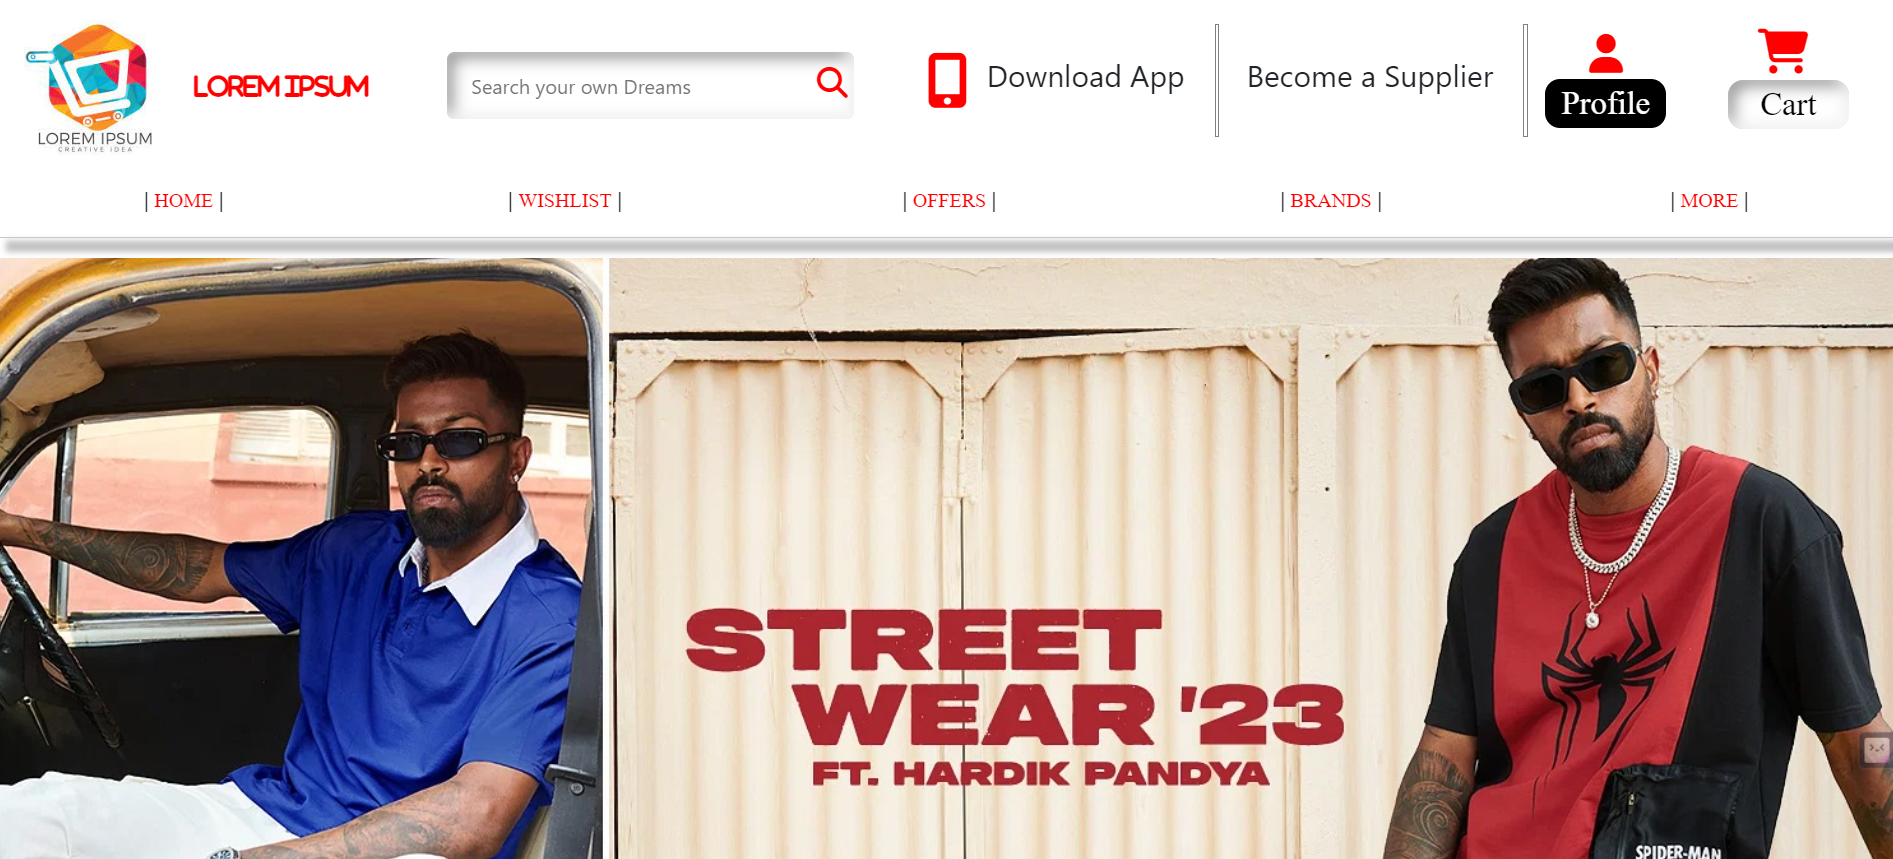 LOREM IPSUM
CREATIVE IDEA
LOREM IPSUM
Search your own Dreams
Download App
Become a Supplier
Profile
Cart
| HOME |
| WISHLIST |
| OFFERS |
| BRANDS |
| MORE |
STREET
WEAR '23
FT. HARDIK PANDYA
SPIDER-MAN